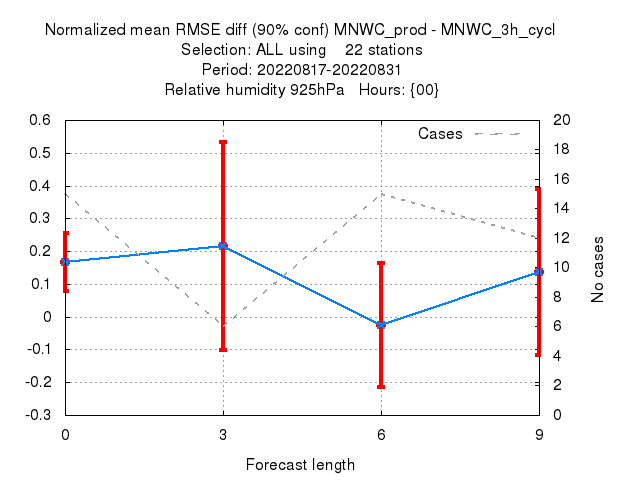 Normalized mean RMSE diff (90% conf) MNWC_prod - MNWC_3h_cycl
Selection: ALL using 22 stations
Period: 20220817-20220831
Relative humidity 925hPa Hours: {00}
Cases
0.6
0.5
0.4
0.3
0.2
0.1
0
-0.1
-0.2
-0.3
20
18
16
14
12
10
8
6
4
2
0
No cases
0 3 6 9
Forecast length